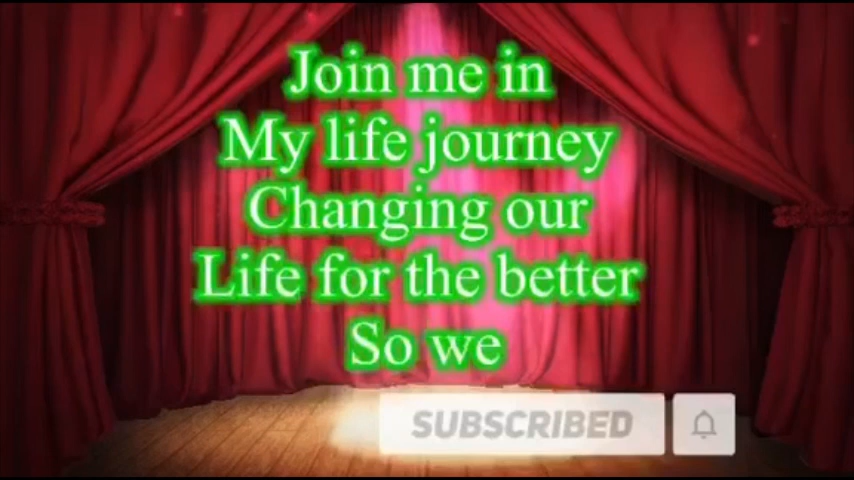 Join me in
My life journey
Changing our
Life for the better
So we
SUBSCRIBED